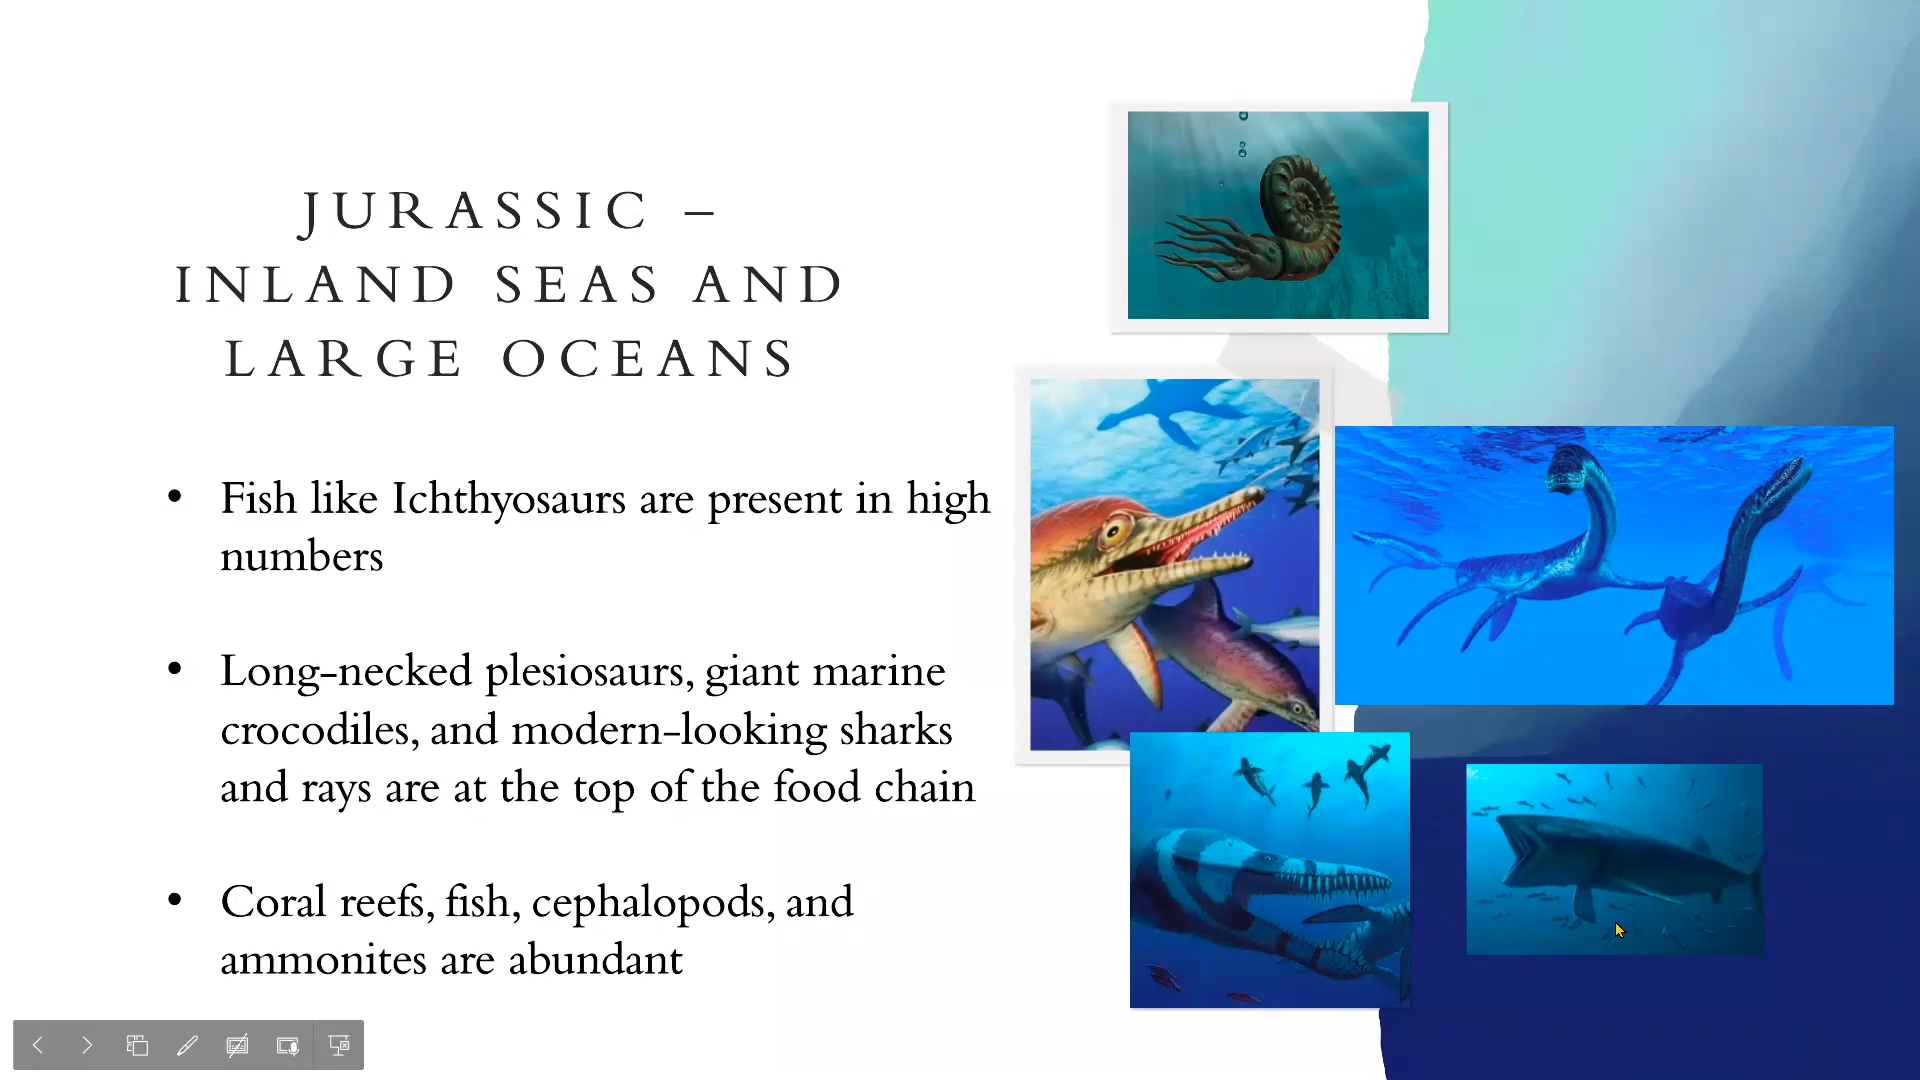 JURASSIC –
INLAND SEAS AND
LARGE OCEANS
• Fish like Ichthyosaurs are present in high
numbers
• Long-necked plesiosaurs, giant marine
crocodiles, and modern-looking sharks
and rays are at the top of the food chain
• Coral reefs, fish, cephalopods, and
ammonites are abundant